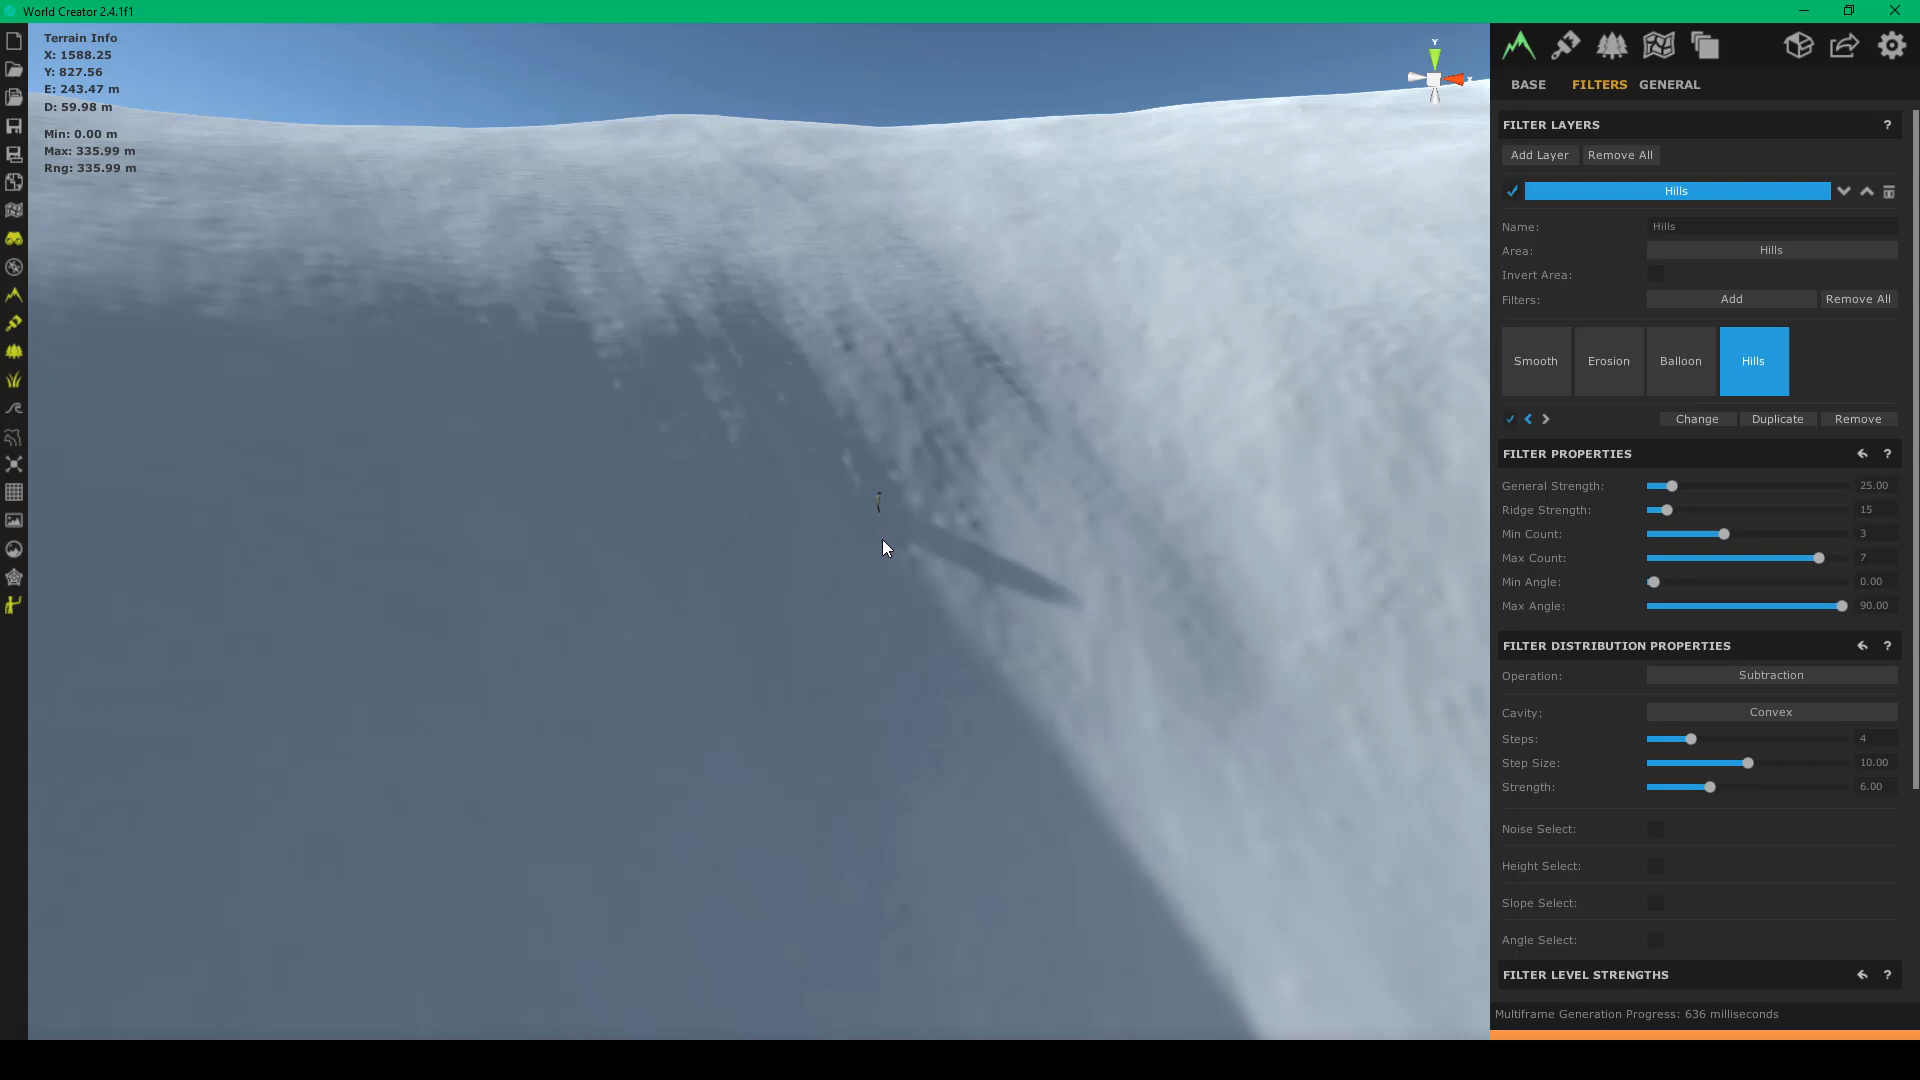 World Creator 2.4.1f1
Terrain Info
X: 1588.25
Y: 827.56
E: 243.47 m
D: 59.98 m
Min: 0.00 m
Max: 335.99 m
Rng: 335.99 m
Y
x
BASE FILTERS GENERAL
FILTER LAYERS ?
Add Layer Remove All
Hills
Name: Hills
Area: Hills
Invert Area:
Filters: Add Remove All
Smooth Erosion Balloon Hills
Change Duplicate Remove
FILTER PROPERTIES ?
General Strength: 25.00
Ridge Strength: 15
Min Count: 3
Max Count: 7
Min Angle: 0.00
Max Angle: 90.00
FILTER DISTRIBUTION PROPERTIES ?
Operation: Subtraction
Cavity: Convex
Steps: 4
Step Size: 10.00
Strength: 6.00
Noise Select:
Height Select:
Slope Select:
Angle Select:
FILTER LEVEL STRENGTHS ?
Multiframe Generation Progress: 636 milliseconds